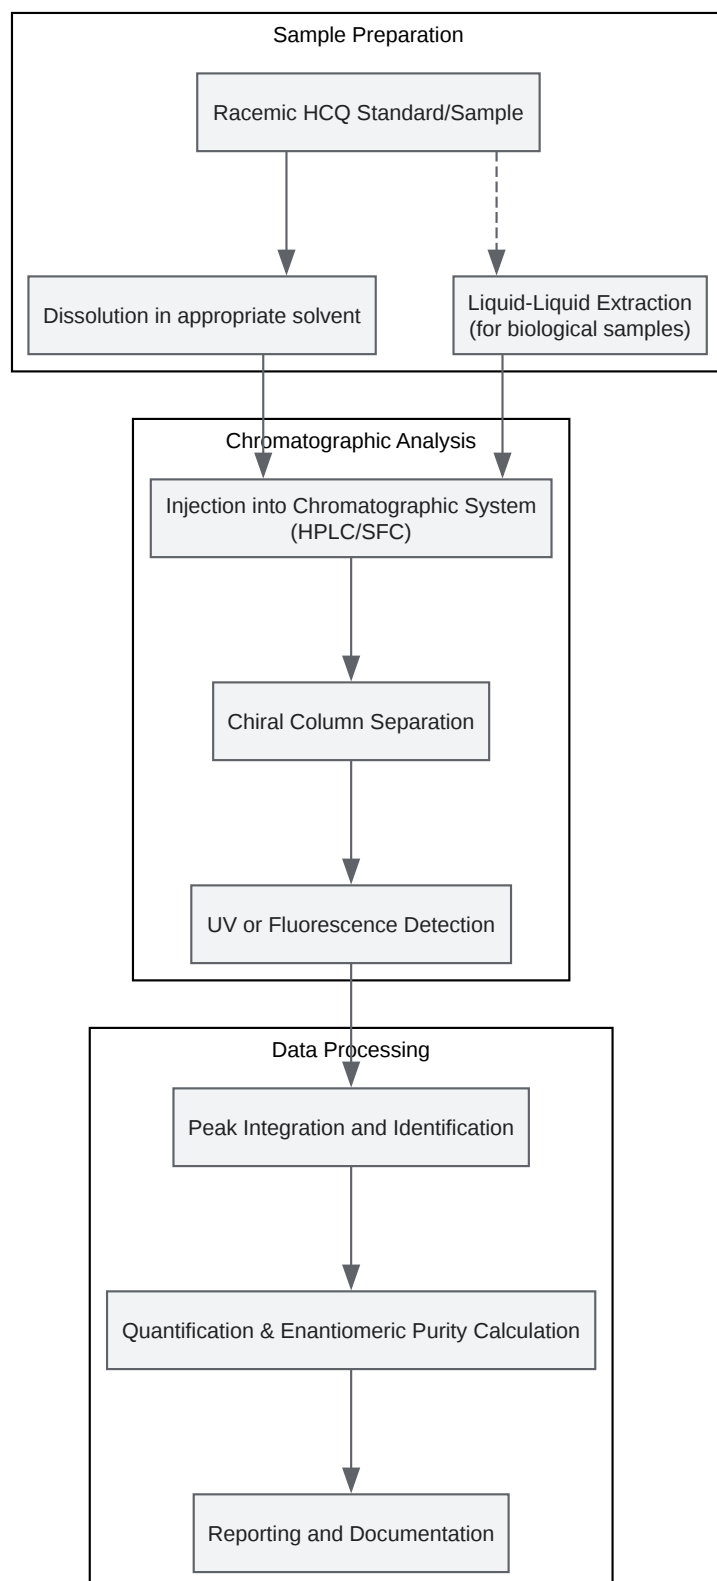 Sample Preparation
Racemic HCQ Standard/Sample
Dissolution in appropriate solvent
Liquid-Liquid Extraction
(for biological samples)
Chromatographic Analysis
Injection into Chromatographic System
(HPLC/SFC)
Chiral Column Separation
UV or Fluorescence Detection
Data Processing
Peak Integration and Identification
Quantification & Enantiomeric Purity Calculation
Reporting and Documentation